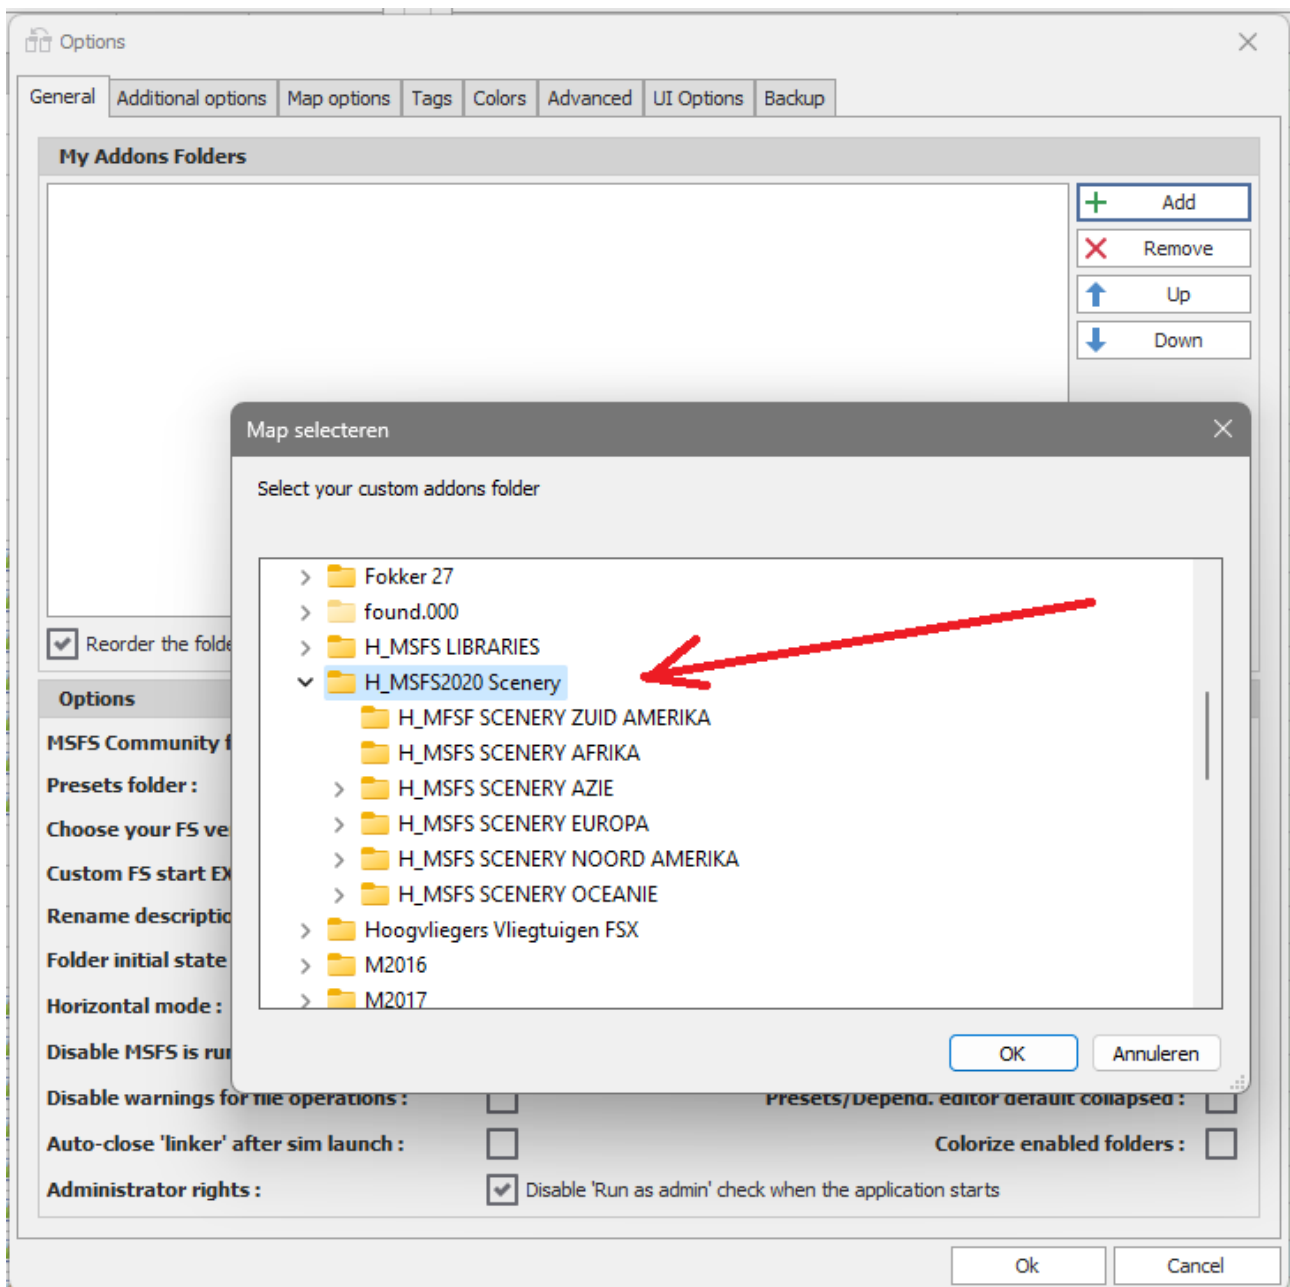 Options
General Additional options Map options Tags Colors Advanced UI Options Backup
My Addons Folders
Add
Remove
Up
Down
Map selecteren
Select your custom addons folder
Fokker 27
found.000
H_MSFS LIBRARIES
H_MSFS2020 Scenery
H_MFSF SCENERY ZUID AMERIKA
H_MSFS SCENERY AFRIKA
H_MSFS SCENERY AZIE
H_MSFS SCENERY EUROPA
H_MSFS SCENERY NOORD AMERIKA
H_MSFS SCENERY OCEANIE
Hoogvliegers Vliegtuigen FSX
M2016
M2017
OK Annuleren
Reorder the folde
Options
MSFS Community f
Presets folder :
Choose your FS ve
Custom FS start EX
Rename descriptio
Folder initial state
Horizontal mode :
Disable MSFS is ru
Disable warnings for file operations : Presets/Depend. editor default collapsed :
Auto-close 'linker' after sim launch : Colorize enabled folders :
Administrator rights : Disable 'Run as admin' check when the application starts
Ok Cancel